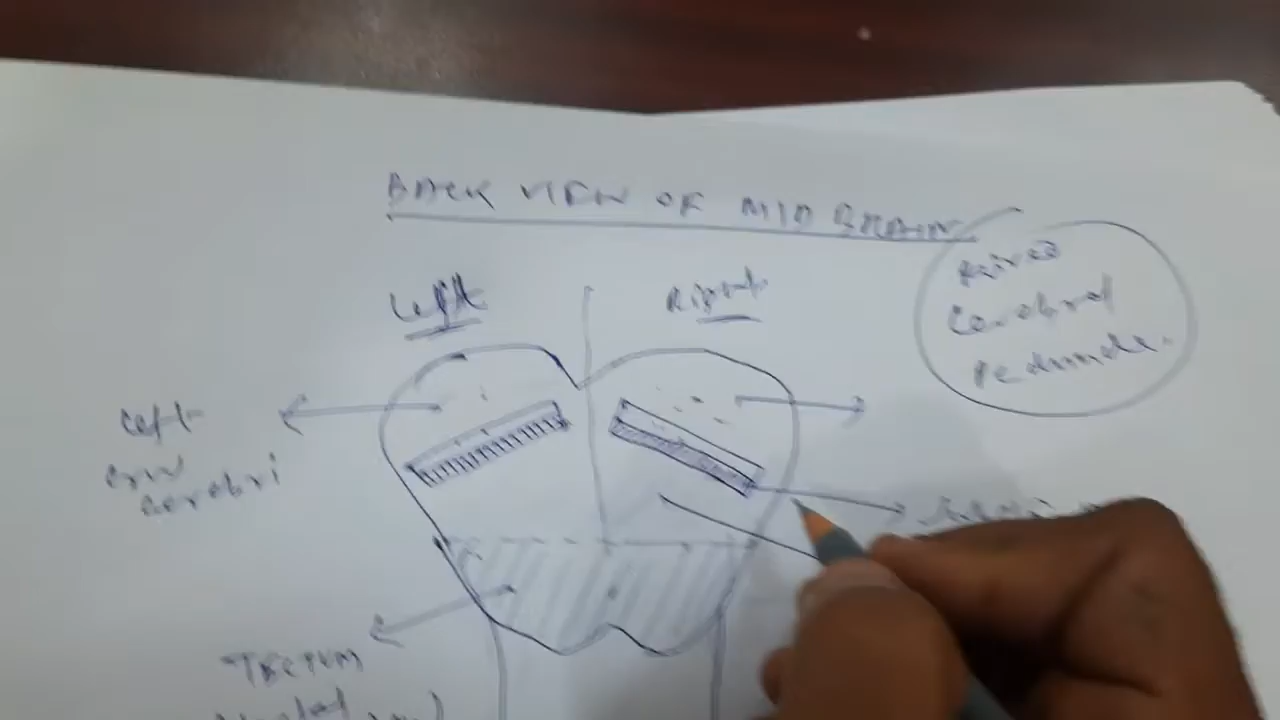 BACK VIEW OF MID BRAIN
Left
Right
Paired
Cerebral
Peduncle.
Left
Crus
Cerebri
TECTUM